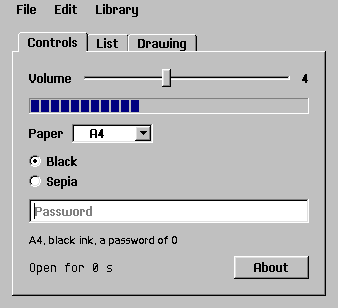 File Edit Library
Controls List Drawing
Volume 4
Paper A4
Black
Sepia
Password
A4, black ink, a password of 0
Open for 0 s
About